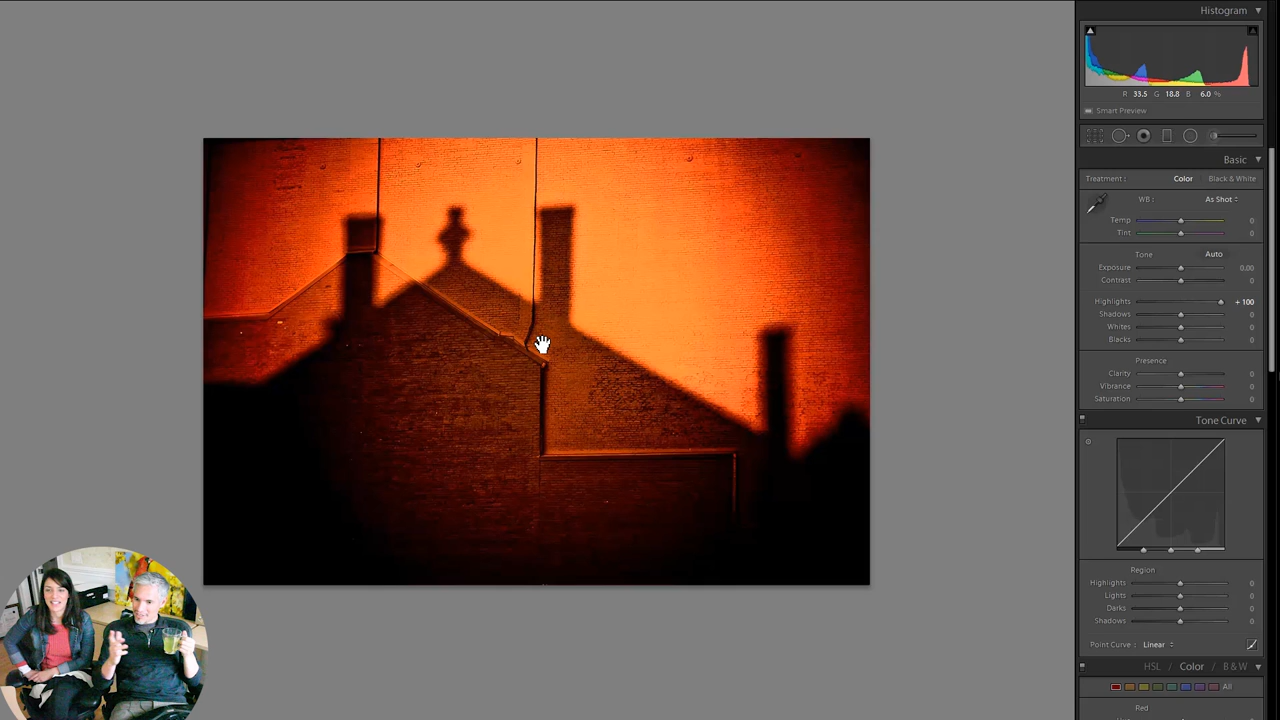 Histogram
R 33.5 G 18.8 B 6.0 %
Smart Preview
Basic
Treatment : Color Black & White
WB : As Shot
Temp 0
Tint 0
Tone Auto
Exposure 0.00
Contrast 0
Highlights + 100
Shadows 0
Whites 0
Blacks 0
Presence
Clarity 0
Vibrance 0
Saturation 0
Tone Curve
Region
Highlights 0
Lights 0
Darks 0
Shadows 0
Point Curve : Linear
HSL / Color / B & W
All
Red